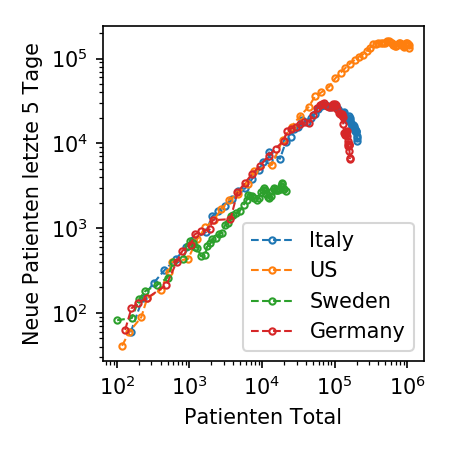 Neue Patienten letzte 5 Tage
10⁵
10⁴
10³
10²
Italy
US
Sweden
Germany
10² 10³ 10⁴ 10⁵ 10⁶
Patienten Total